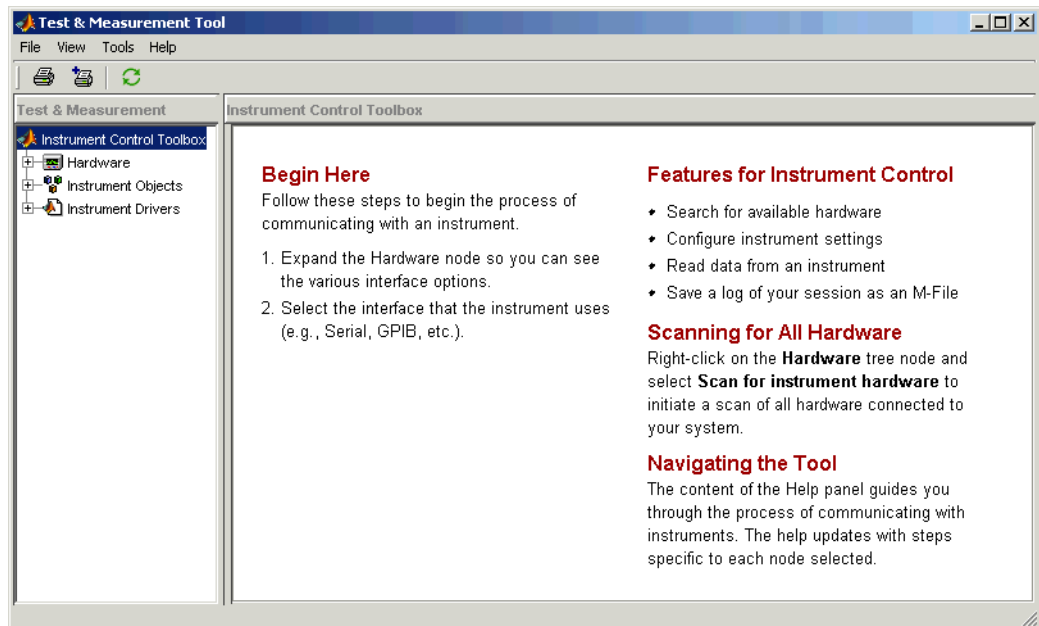 Test & Measurement Tool
File View Tools Help
Test & Measurement
Instrument Control Toolbox
Instrument Control Toolbox
Hardware
Instrument Objects
Instrument Drivers
Begin Here
Follow these steps to begin the process of
communicating with an instrument.
1. Expand the Hardware node so you can see
the various interface options.
2. Select the interface that the instrument uses
(e.g., Serial, GPIB, etc.).
Features for Instrument Control
• Search for available hardware
• Configure instrument settings
• Read data from an instrument
• Save a log of your session as an M-File
Scanning for All Hardware
Right-click on the Hardware tree node and
select Scan for instrument hardware to
initiate a scan of all hardware connected to
your system.
Navigating the Tool
The content of the Help panel guides you
through the process of communicating with
instruments. The help updates with steps
specific to each node selected.